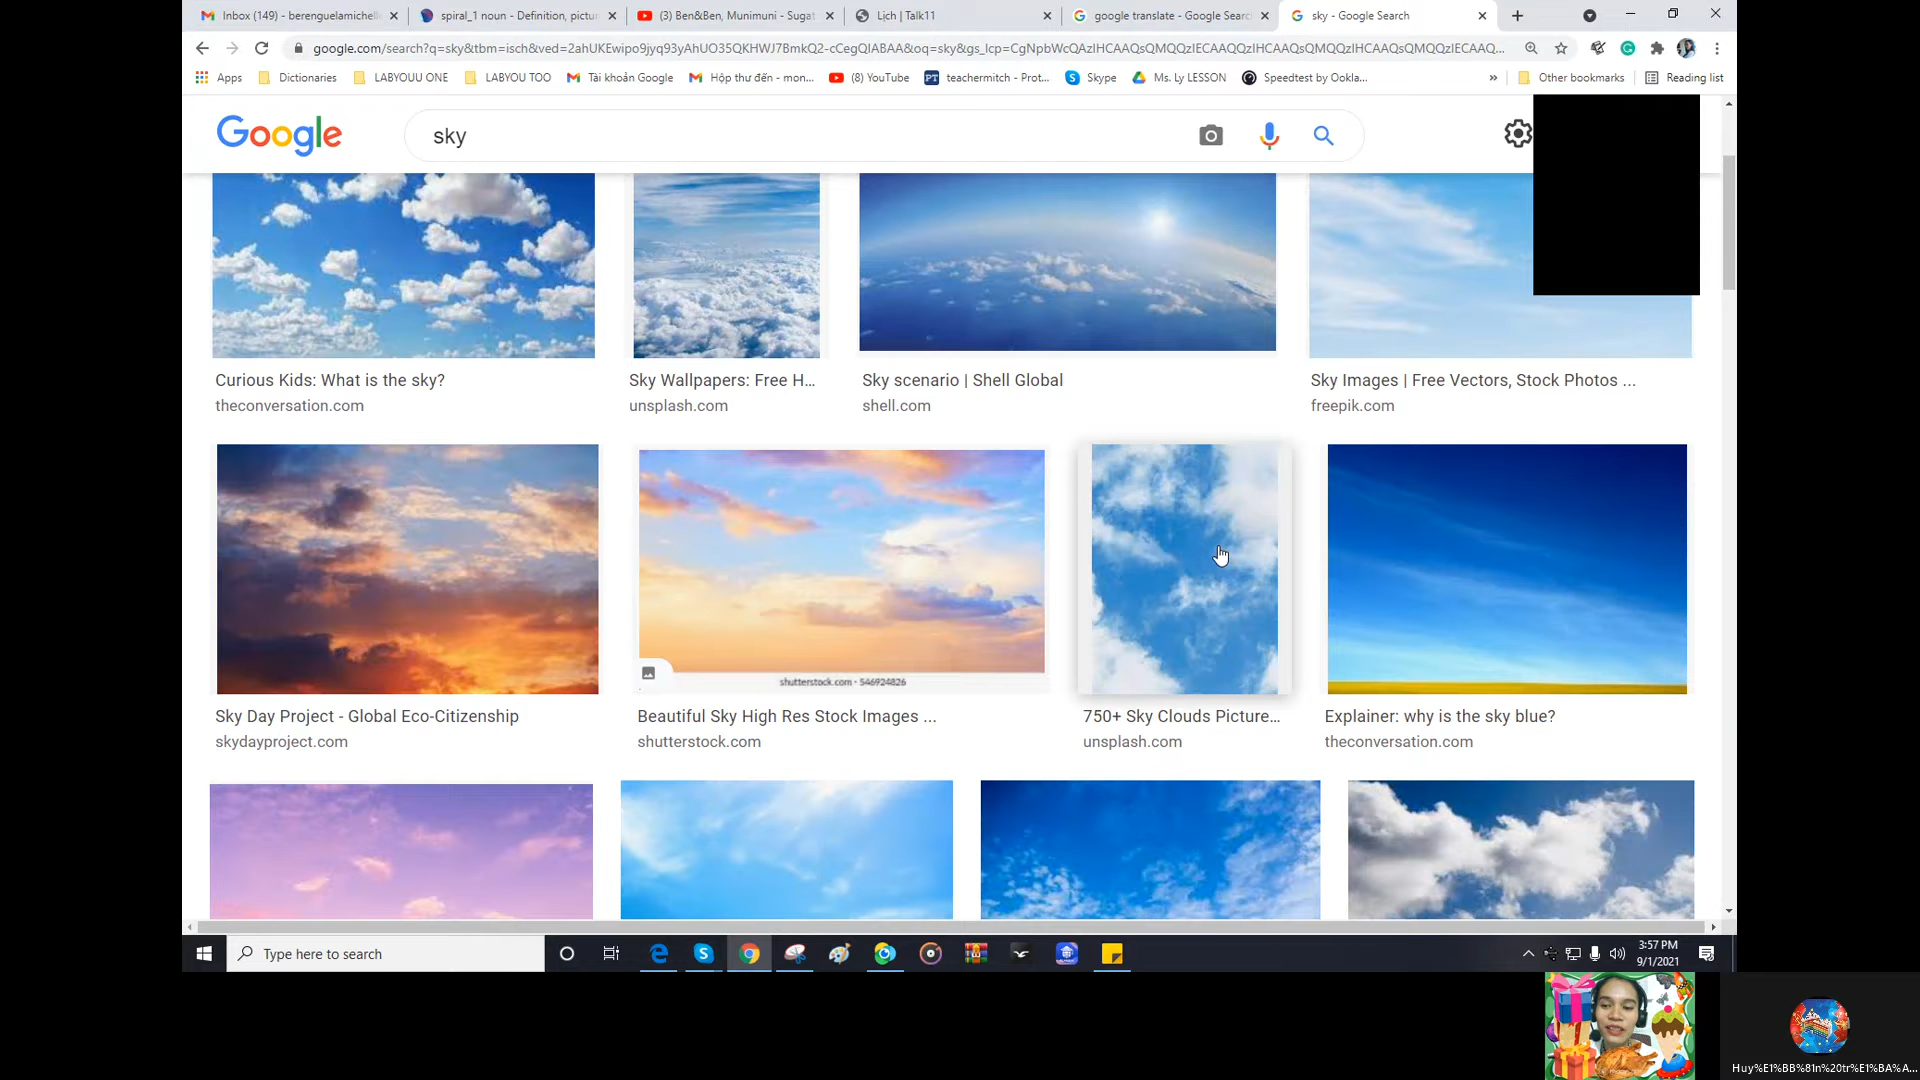 Inbox (149) - berenguelamichell
spiral_1 noun - Definition, pictur
(3) Ben&Ben, Munimuni - Sugat
Lịch | Talk11
google translate - Google Search
sky - Google Search
google.com/search?q=sky&tbm=isch&ved=2ahUKEwipo9jyq93yAhUO35QKHWJ7BmkQ2-cCegQIABAA&oq=sky&gs_lcp=CgNpbWcQAzIHCAAQsQMQQzIECAAQQzIHCAAQsQMQQzIHCAAQsQMQQzIECAAQ...
Apps
Dictionaries
LABYOUU ONE
LABYOU TOO
Tài khoản Google
Hộp thư đến - mon...
(8) YouTube
teachermitch - Prot...
Skype
Ms. Ly LESSON
Speedtest by Ookla...
»
Other bookmarks
Reading list
Google
sky
Curious Kids: What is the sky?
theconversation.com
Sky Wallpapers: Free H...
unsplash.com
Sky scenario | Shell Global
shell.com
Sky Images | Free Vectors, Stock Photos ...
freepik.com
shutterstock.com · 546924826
Sky Day Project - Global Eco-Citizenship
skydayproject.com
Beautiful Sky High Res Stock Images ...
shutterstock.com
750+ Sky Clouds Picture...
unsplash.com
Explainer: why is the sky blue?
theconversation.com
Type here to search
3:57 PM
9/1/2021
Huy%E1%BB%81n%20tr%E1%BA%A...